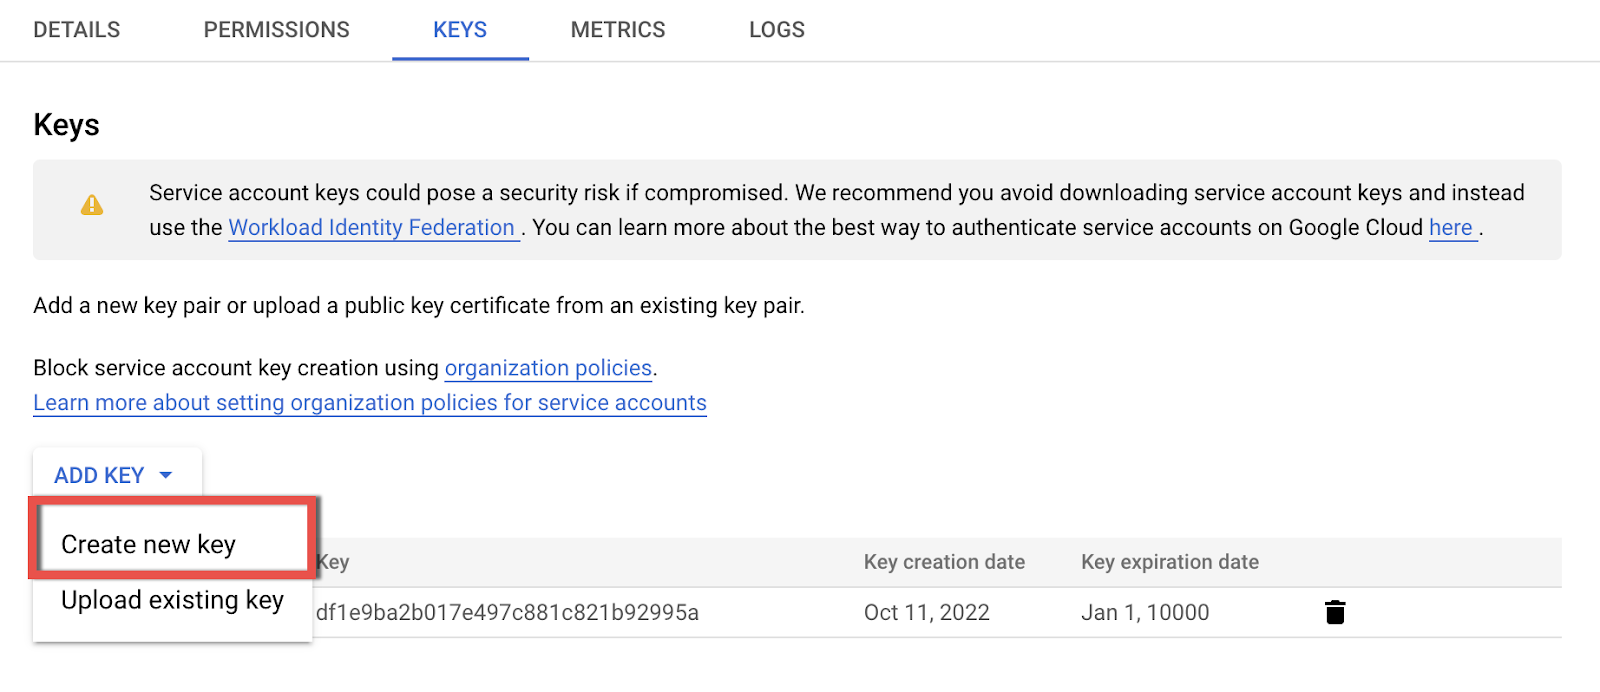 DETAILS PERMISSIONS KEYS METRICS LOGS
Keys
Service account keys could pose a security risk if compromised. We recommend you avoid downloading service account keys and instead
use the Workload Identity Federation . You can learn more about the best way to authenticate service accounts on Google Cloud here .
Add a new key pair or upload a public key certificate from an existing key pair.
Block service account key creation using organization policies.
Learn more about setting organization policies for service accounts
ADD KEY
Create new key
Upload existing key
Key Key creation date Key expiration date
df1e9ba2b017e497c881c821b92995a Oct 11, 2022 Jan 1, 10000